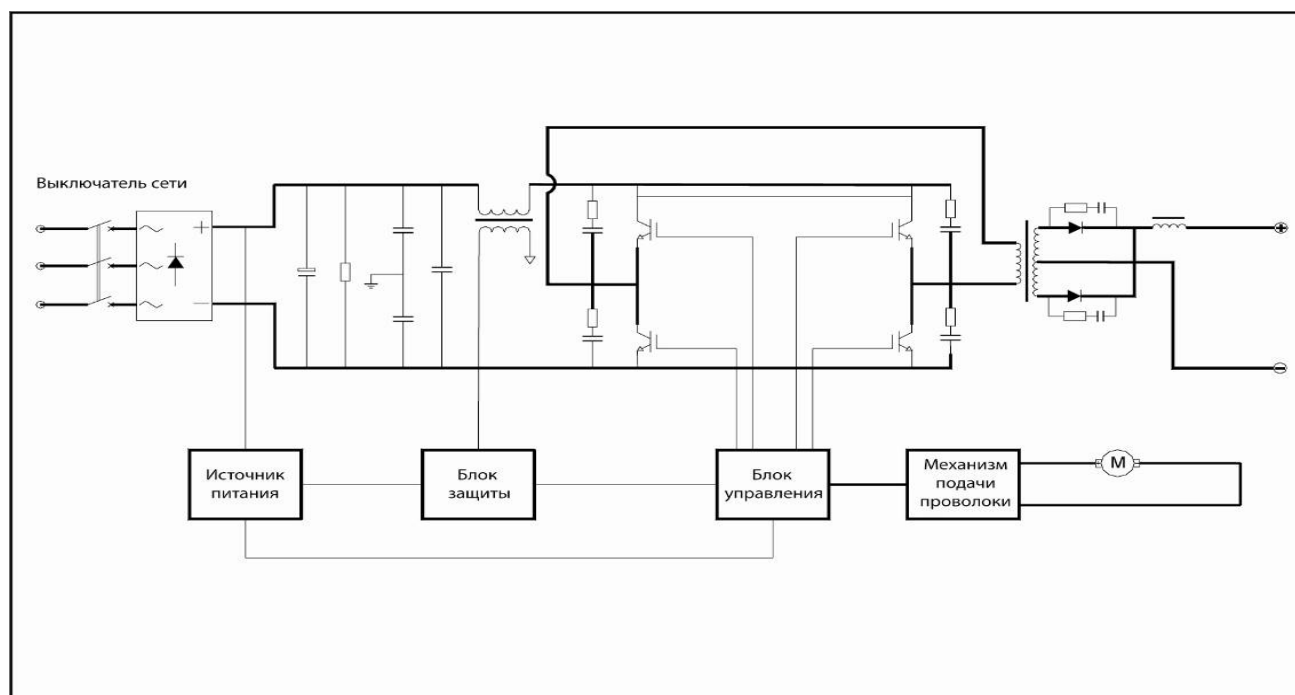 Выключатель сети
+
−
+
−
Источник
питания
Блок
защиты
Блок
управления
Механизм
подачи
проволоки
M